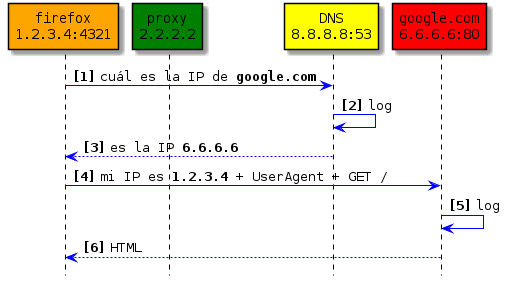 firefox
1.2.3.4:4321
proxy
2.2.2.2
DNS
8.8.8.8:53
google.com
6.6.6.6:80
[1] cuál es la IP de google.com
[2] log
[3] es la IP 6.6.6.6
[4] mi IP es 1.2.3.4 + UserAgent + GET /
[5] log
[6] HTML